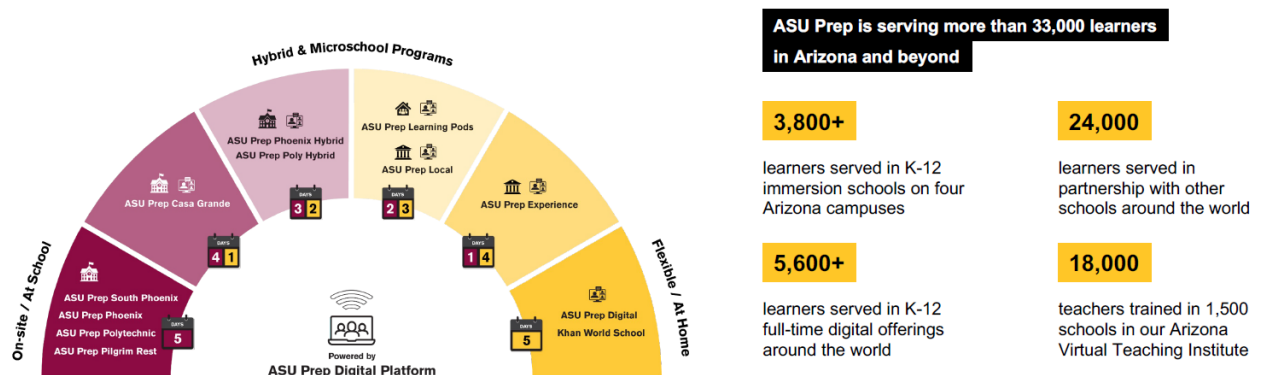 Hybrid & Microschool Programs
On-site / At School
Flexible / At Home
ASU Prep South Phoenix
ASU Prep Phoenix
ASU Prep Polytechnic
ASU Prep Pilgrim Rest
DAYS
5
ASU Prep Casa Grande
DAYS
4 1
ASU Prep Phoenix Hybrid
ASU Prep Poly Hybrid
DAYS
3 2
ASU Prep Learning Pods
ASU Prep Local
DAYS
2 3
ASU Prep Experience
DAYS
1 4
ASU Prep Digital
Khan World School
DAYS
5
Powered by
ASU Prep Digital Platform
ASU Prep is serving more than 33,000 learners
in Arizona and beyond
3,800+
learners served in K-12
immersion schools on four
Arizona campuses
24,000
learners served in
partnership with other
schools around the world
5,600+
learners served in K-12
full-time digital offerings
around the world
18,000
teachers trained in 1,500
schools in our Arizona
Virtual Teaching Institute